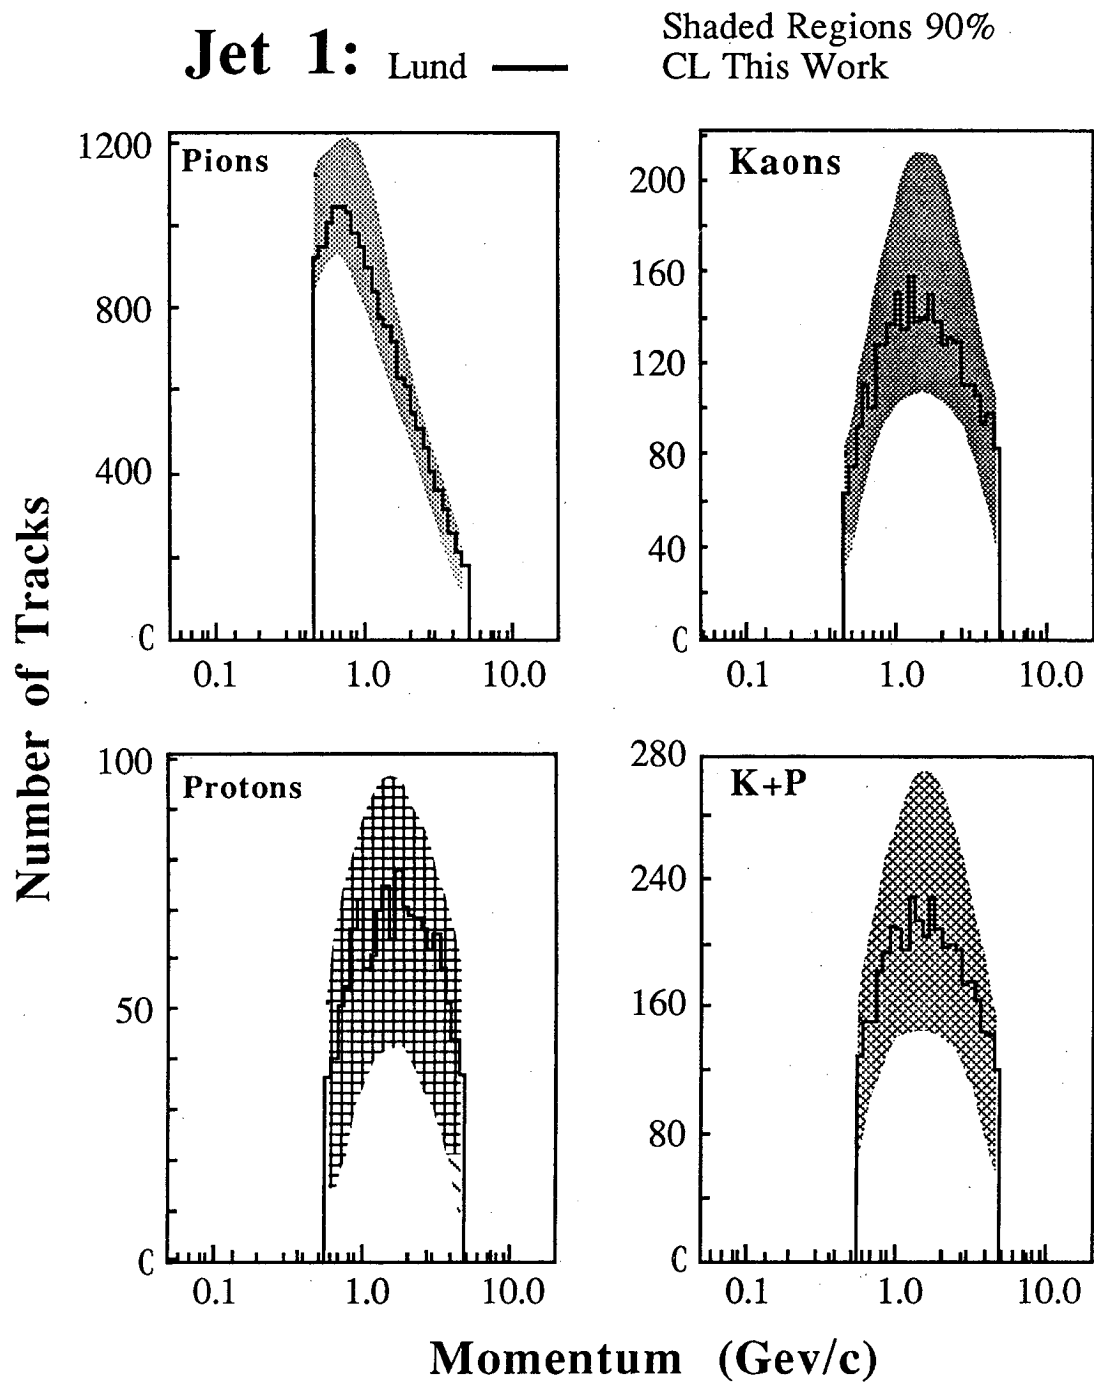 Jet 1: Lund
Shaded Regions 90%
CL This Work
Number of Tracks
Pions
1200
800
400
C
0.1 1.0 10.0
Kaons
200
160
120
80
40
C
0.1 1.0 10.0
Protons
100
50
C
0.1 1.0 10.0
K+P
280
240
160
80
C
0.1 1.0 10.0
Momentum (Gev/c)